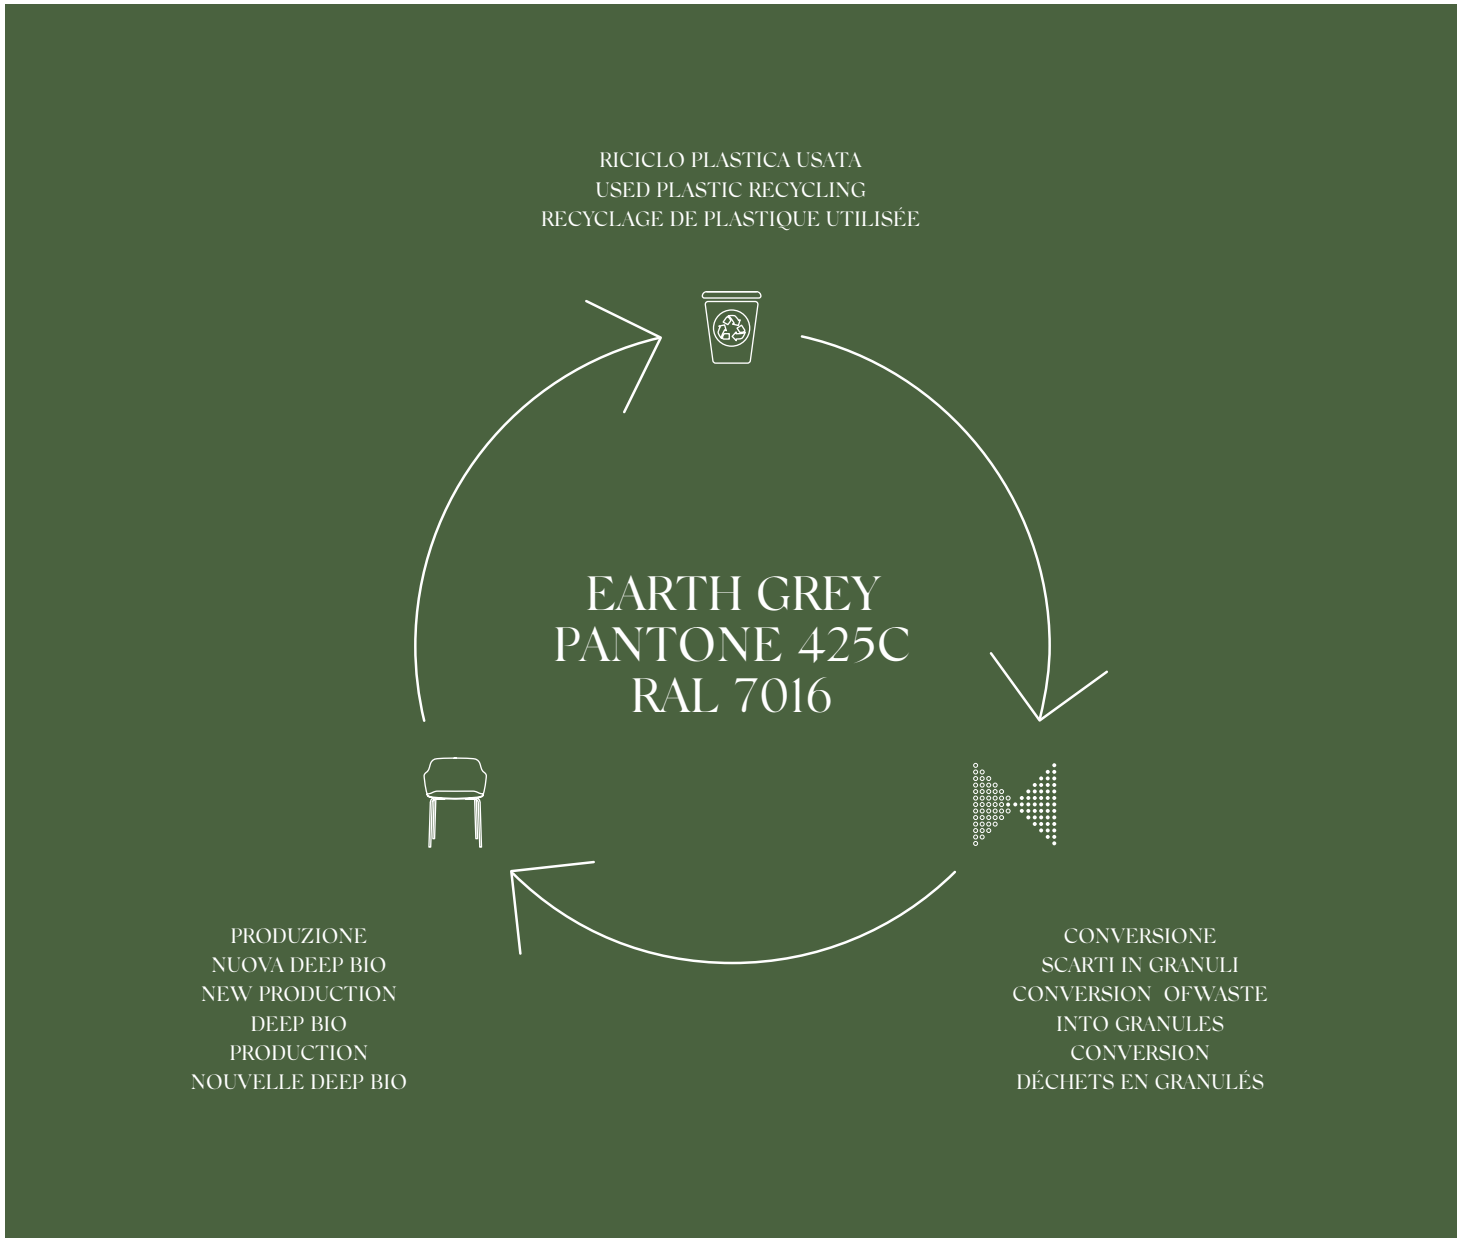 RICICLO PLASTICA USATA
USED PLASTIC RECYCLING
RECYCLAGE DE PLASTIQUE UTILISÉE
EARTH GREY
PANTONE 425C
RAL 7016
PRODUZIONE
NUOVA DEEP BIO
NEW PRODUCTION
DEEP BIO
PRODUCTION
NOUVELLE DEEP BIO
CONVERSIONE
SCARTI IN GRANULI
CONVERSION OFWASTE
INTO GRANULES
CONVERSION
DÉCHETS EN GRANULÉS